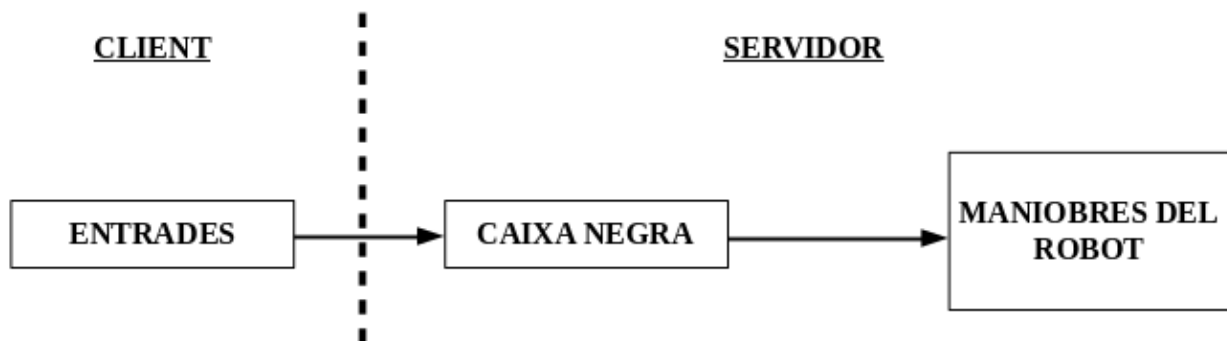 CLIENT
SERVIDOR
ENTRADES
CAIXA NEGRA
MANIOBRES DEL
ROBOT